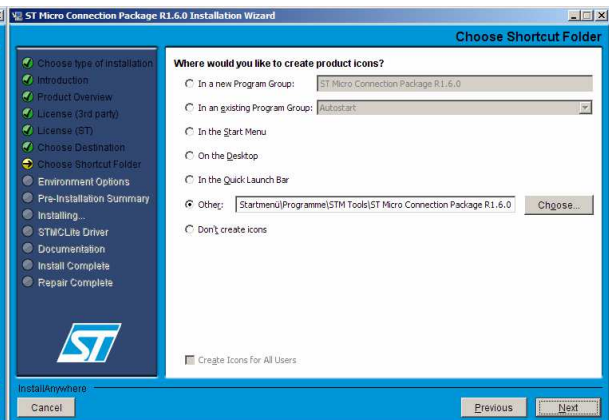 ST Micro Connection Package R1.6.0 Installation Wizard
Choose Shortcut Folder
Choose type of Installation
Introduction
Product Overview
License (3rd party)
License (ST)
Choose Destination
Choose Shortcut Folder
Environment Options
Pre-Installation Summary
Installing...
STMCLite Driver
Documentation
Install Complete
Repair Complete
ST
Where would you like to create product icons?
In a new Program Group: ST Micro Connection Package R1.6.0
In an existing Program Group: Autostart
In the Start Menu
On the Desktop
In the Quick Launch Bar
Other: Startmenü\Programme\STM Tools\ST Micro Connection Package R1.6.0 Choose...
Don't create icons
Create Icons for All Users
InstallAnywhere
Cancel Previous Next